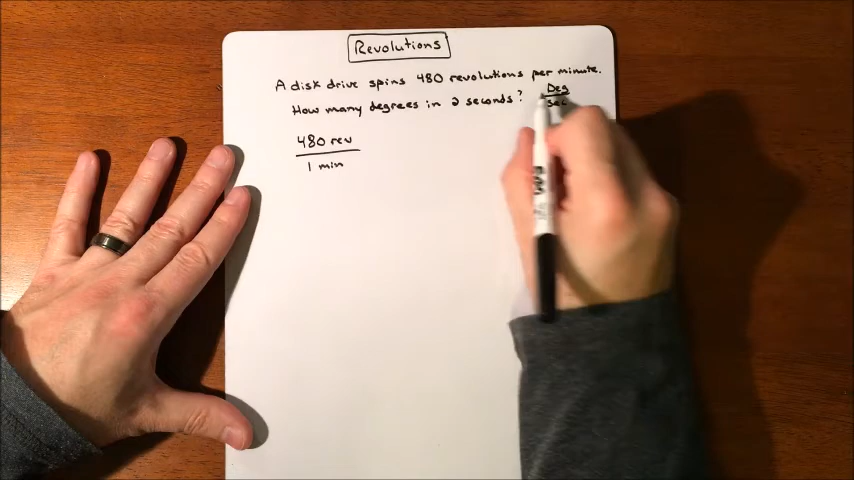 Revolutions
A disk drive spins 480 revolutions per minute.
How many degrees in 2 seconds? Deg
sec
480 rev
1 min